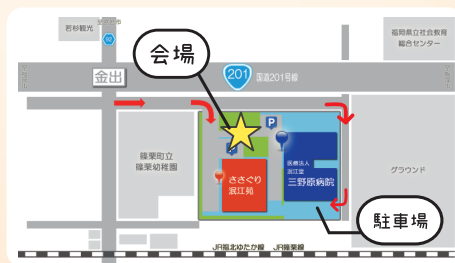 若杉観光
福岡県立社会教育
総合センター
会場
92
金出
201
国道201号線
P
P
篠栗町立
篠栗幼稚園
ささぐり
泯江苑
医療法人
泯江堂
三野原病院
グラウンド
駐車場
JR福北ゆたか線 JR篠栗線